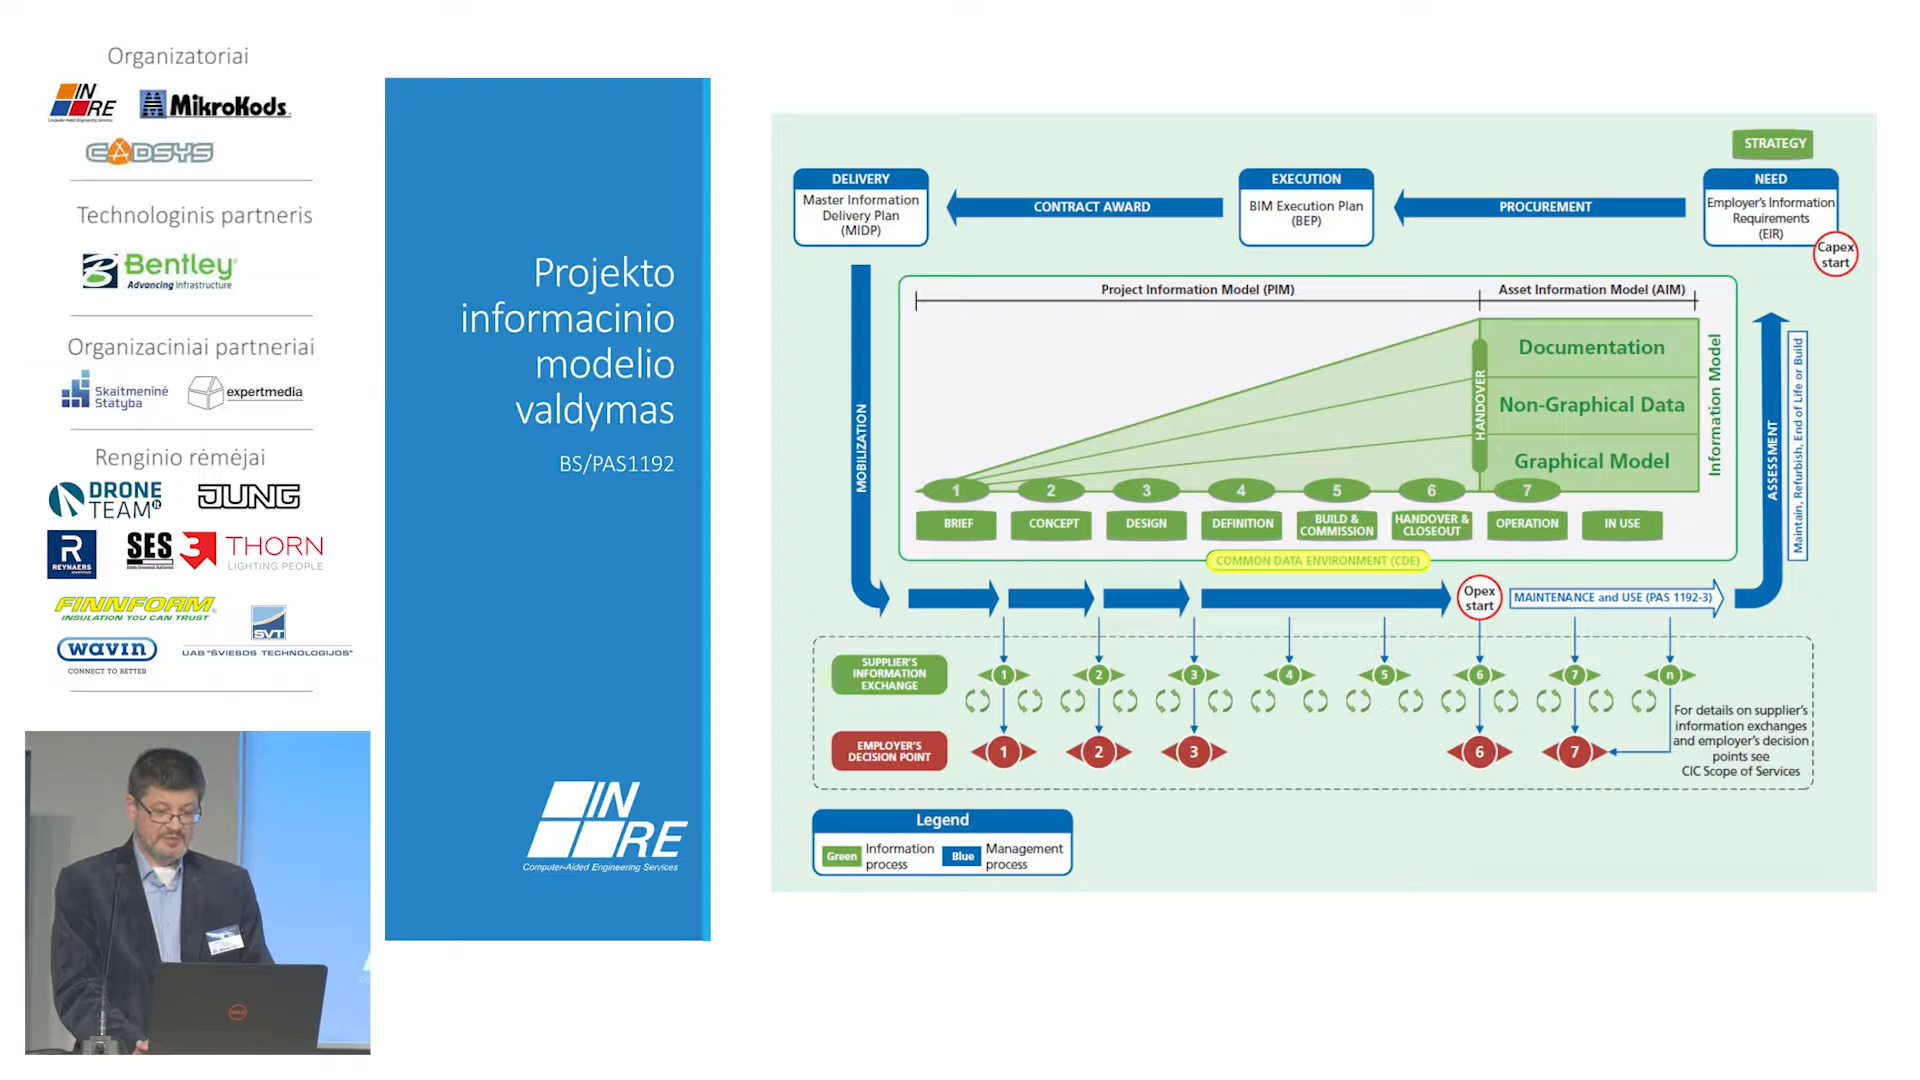 Organizatoriai
IN
RE
Computer-Aided Engineering Services
MikroKods
CADSYS
Technologinis partneris
Bentley
Advancing Infrastructure
Organizaciniai partneriai
Skaitmeninė
Statyba
expertmedia
Renginio rėmėjai
DRONE
TEAM lt
JUNG
R
REYNAERS
aluminium
SES
THORN
LIGHTING PEOPLE
FINNFOAM
INSULATION YOU CAN TRUST
SVT
wavin
CONNECT TO BETTER
UAB "ŠVIESOS TECHNOLOGIJOS"
Projekto
informacinio
modelio
valdymas
BS/PAS1192
IN
RE
Computer-Aided Engineering Services
STRATEGY
DELIVERY
Master Information
Delivery Plan
(MIDP)
CONTRACT AWARD
EXECUTION
BIM Execution Plan
(BEP)
PROCUREMENT
NEED
Employer's Information
Requirements
(EIR)
Capex
start
Project Information Model (PIM)
Asset Information Model (AIM)
MOBILIZATION
HANDOVER
Documentation
Non-Graphical Data
Graphical Model
Information Model
ASSESSMENT
Maintain, Refurbish, End of Life or Build
1 2 3 4 5 6 7
BRIEF
CONCEPT
DESIGN
DEFINITION
BUILD &
COMMISSION
HANDOVER &
CLOSEOUT
OPERATION
IN USE
COMMON DATA ENVIRONMENT (CDE)
Opex
start
MAINTENANCE and USE (PAS 1192-3)
SUPPLIER'S
INFORMATION
EXCHANGE
1 2 3 4 5 6 7 n
EMPLOYER'S
DECISION POINT
1 2 3 6 7
For details on supplier's
information exchanges
and employer's decision
points see
CIC Scope of Services
Legend
Green
Information
process
Blue
Management
process
DELL